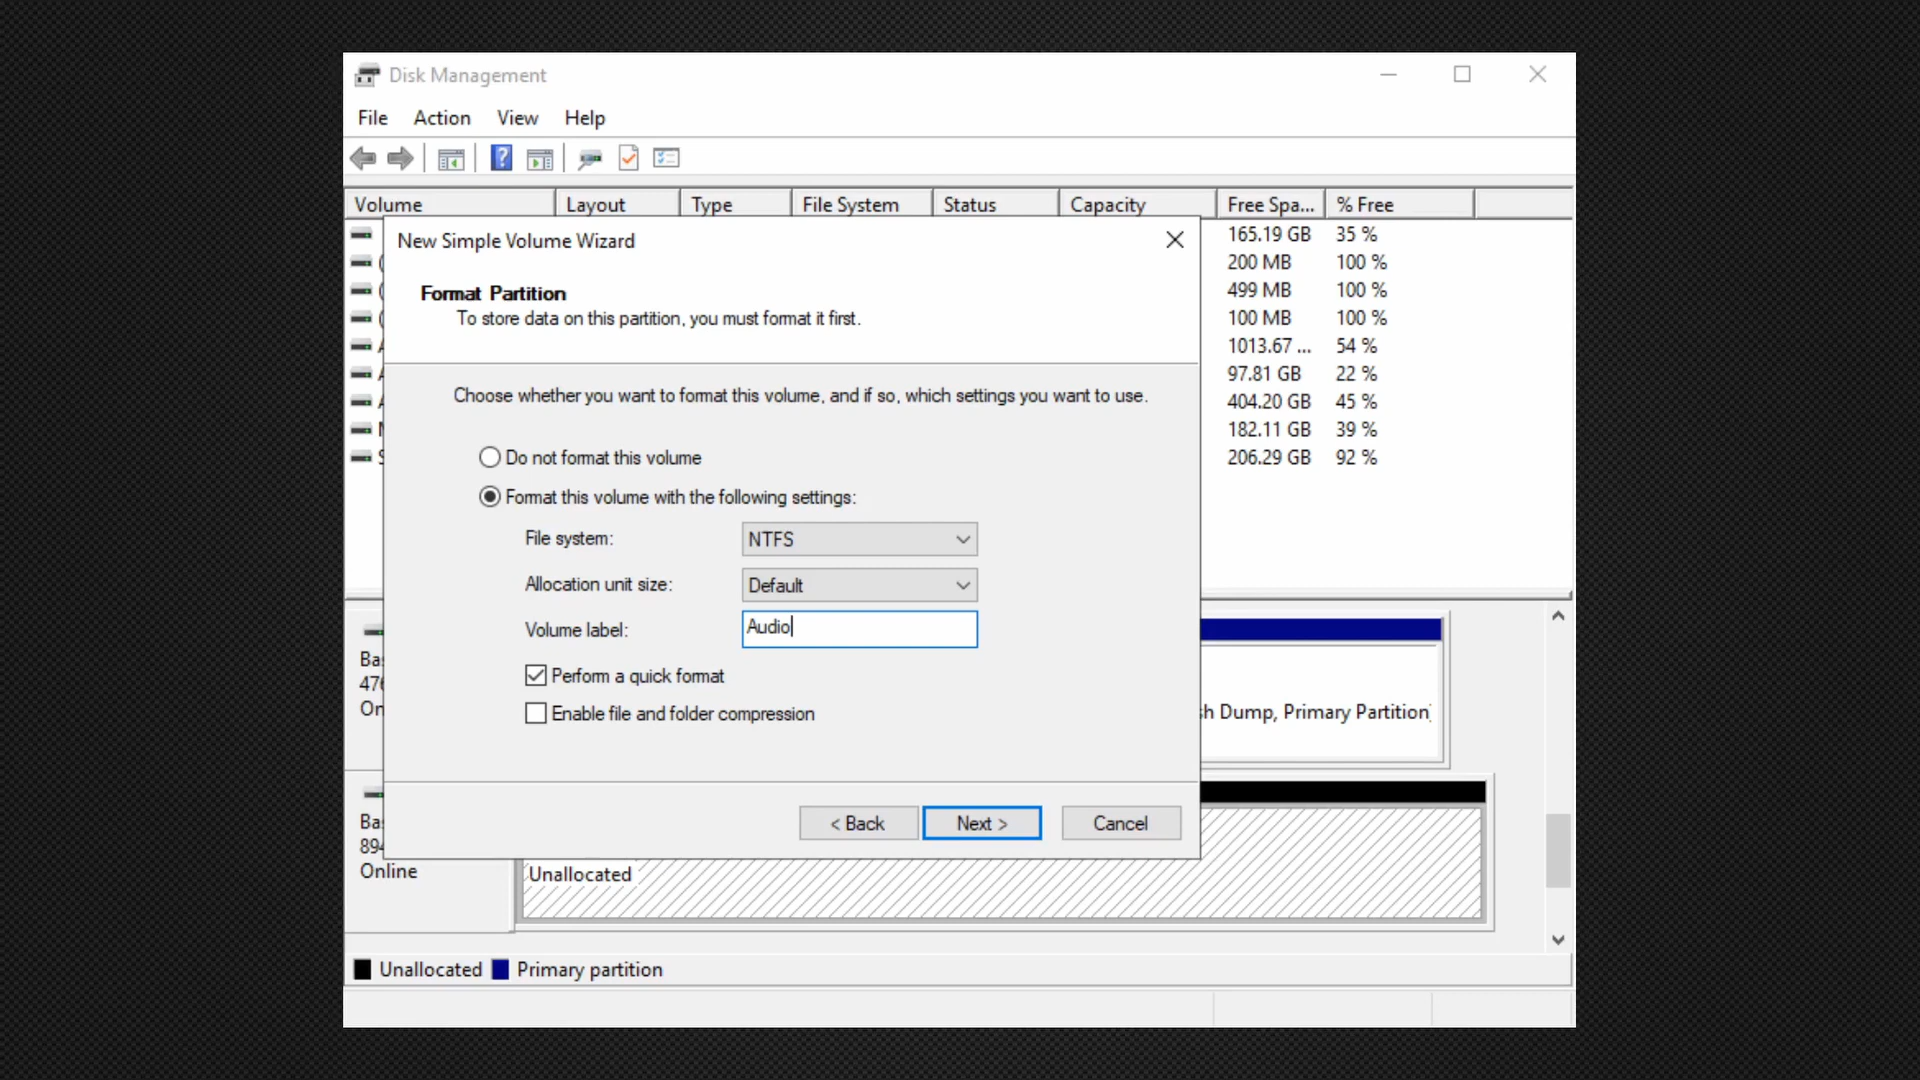 Disk Management
File Action View Help
Volume Layout Type File System Status Capacity Free Spa... % Free
165.19 GB 35 %
200 MB 100 %
499 MB 100 %
100 MB 100 %
1013.67 ... 54 %
97.81 GB 22 %
404.20 GB 45 %
182.11 GB 39 %
206.29 GB 92 %
New Simple Volume Wizard
Format Partition
To store data on this partition, you must format it first.
Choose whether you want to format this volume, and if so, which settings you want to use.
Do not format this volume
Format this volume with the following settings:
File system: NTFS
Allocation unit size: Default
Volume label: Audio
Perform a quick format
Enable file and folder compression
< Back Next > Cancel
Bas
476
On
sh Dump, Primary Partition)
Bas
894
Online
Unallocated
Unallocated Primary partition